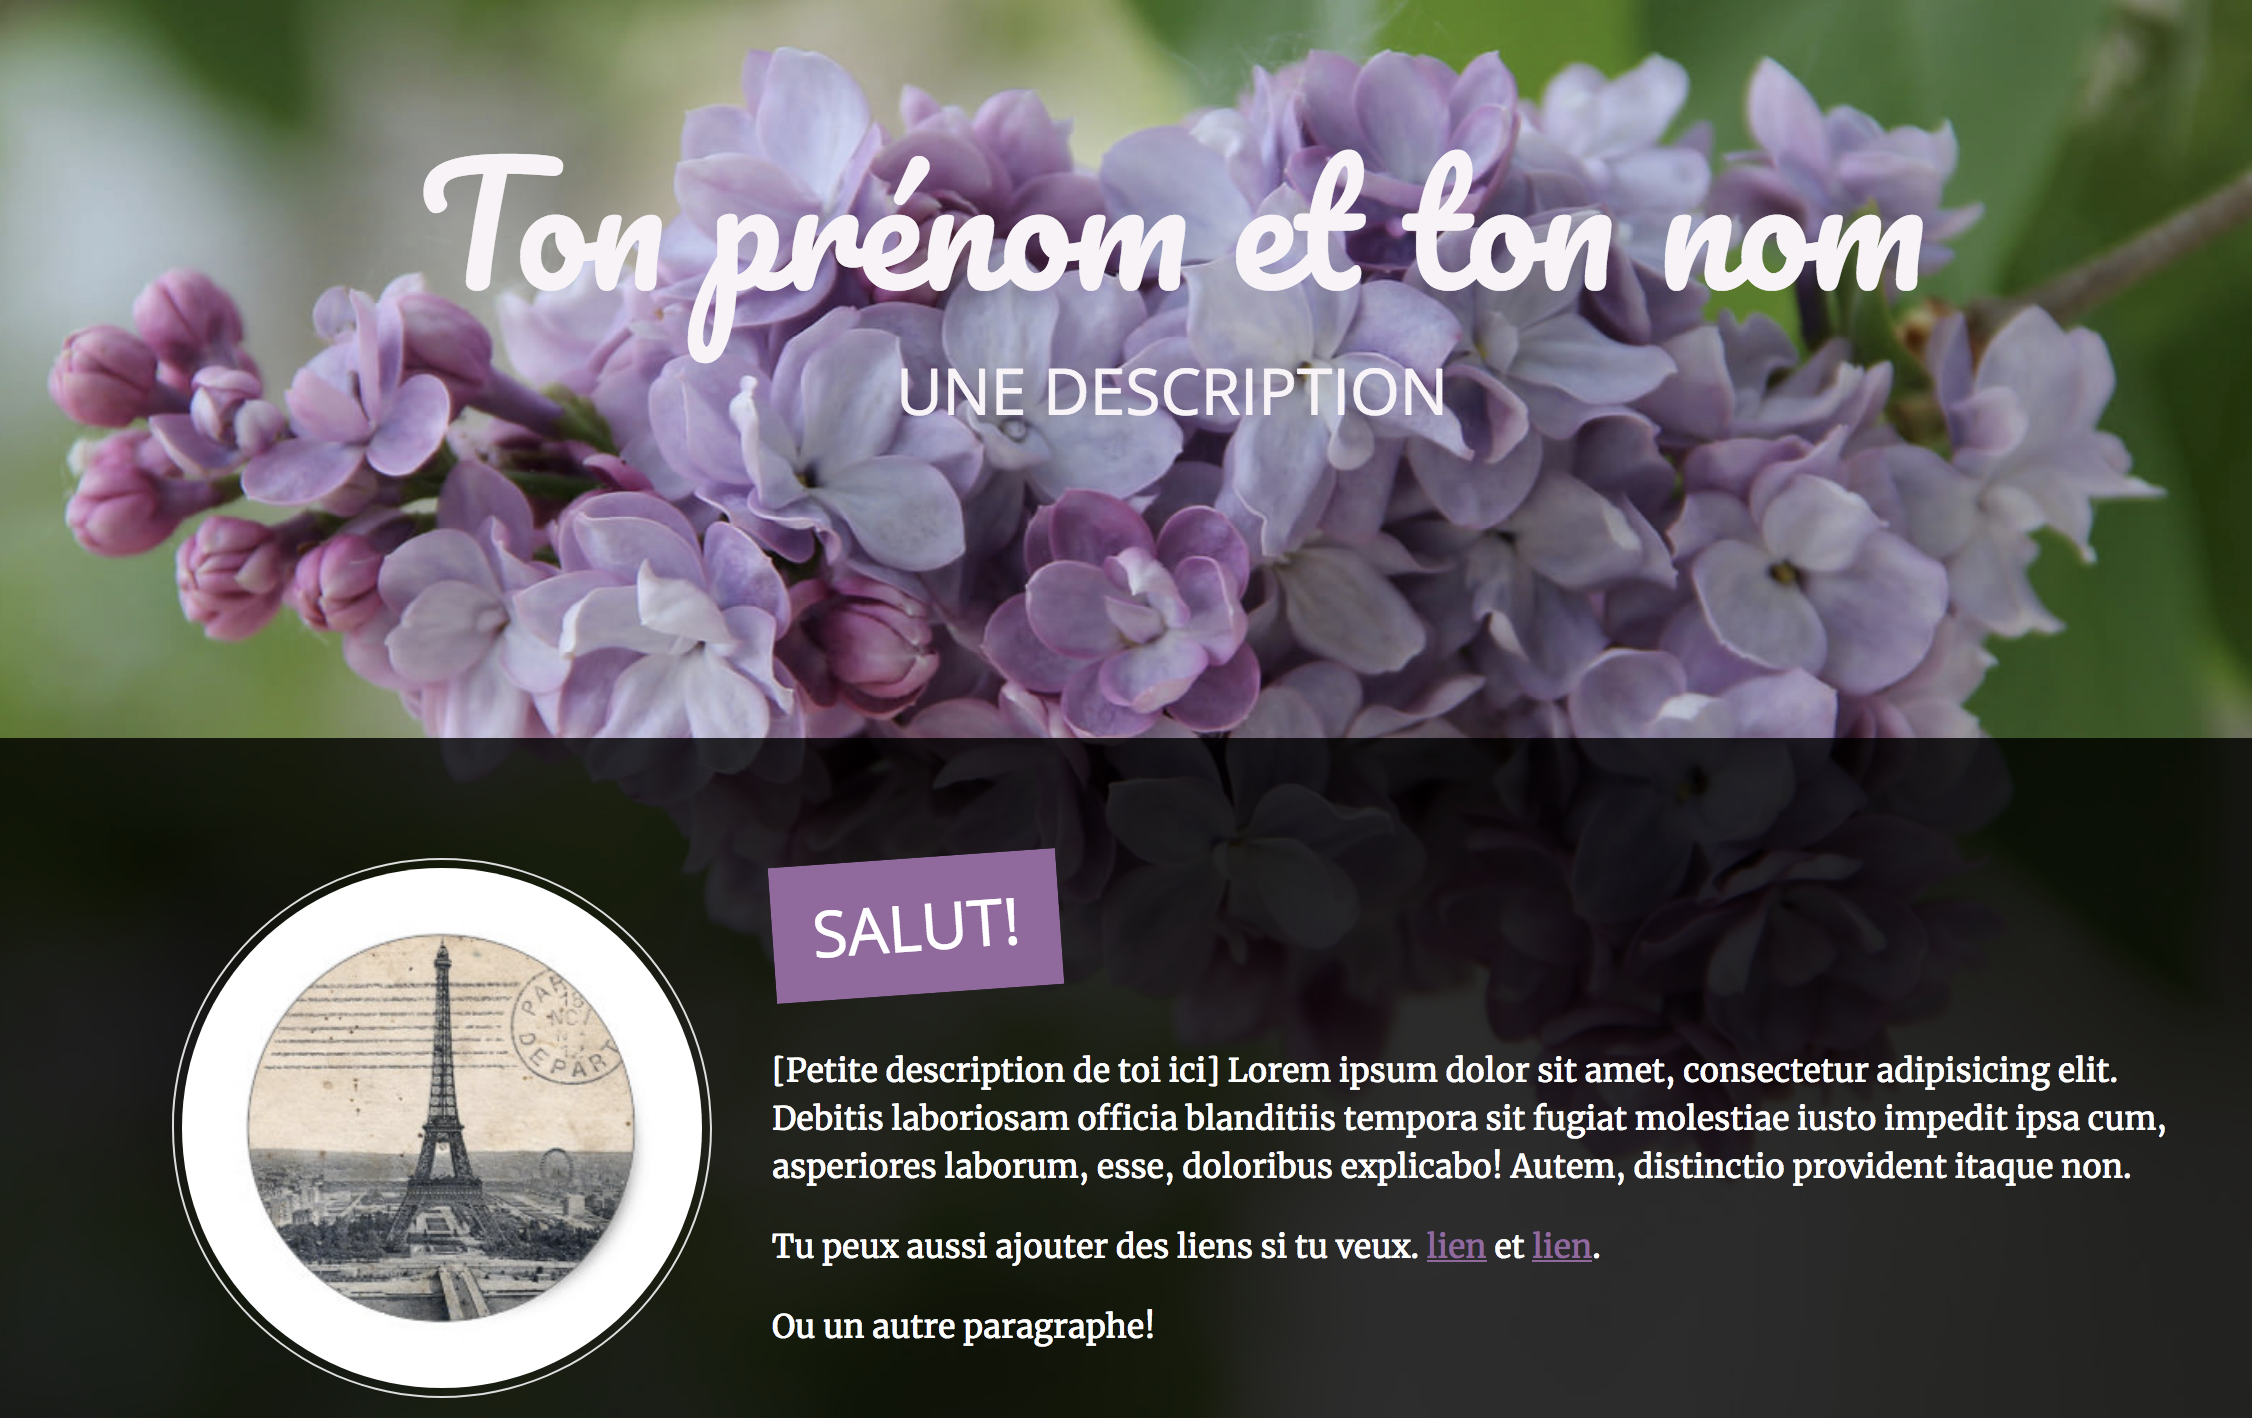 Ton prénom et ton nom
UNE DESCRIPTION
SALUT!
PAR
NO
DEPART
[Petite description de toi ici] Lorem ipsum dolor sit amet, consectetur adipisicing elit.
Debitis laboriosam officia blanditiis tempora sit fugiat molestiae iusto impedit ipsa cum,
asperiores laborum, esse, doloribus explicabo! Autem, distinctio provident itaque non.
Tu peux aussi ajouter des liens si tu veux. lien et lien.
Ou un autre paragraphe!